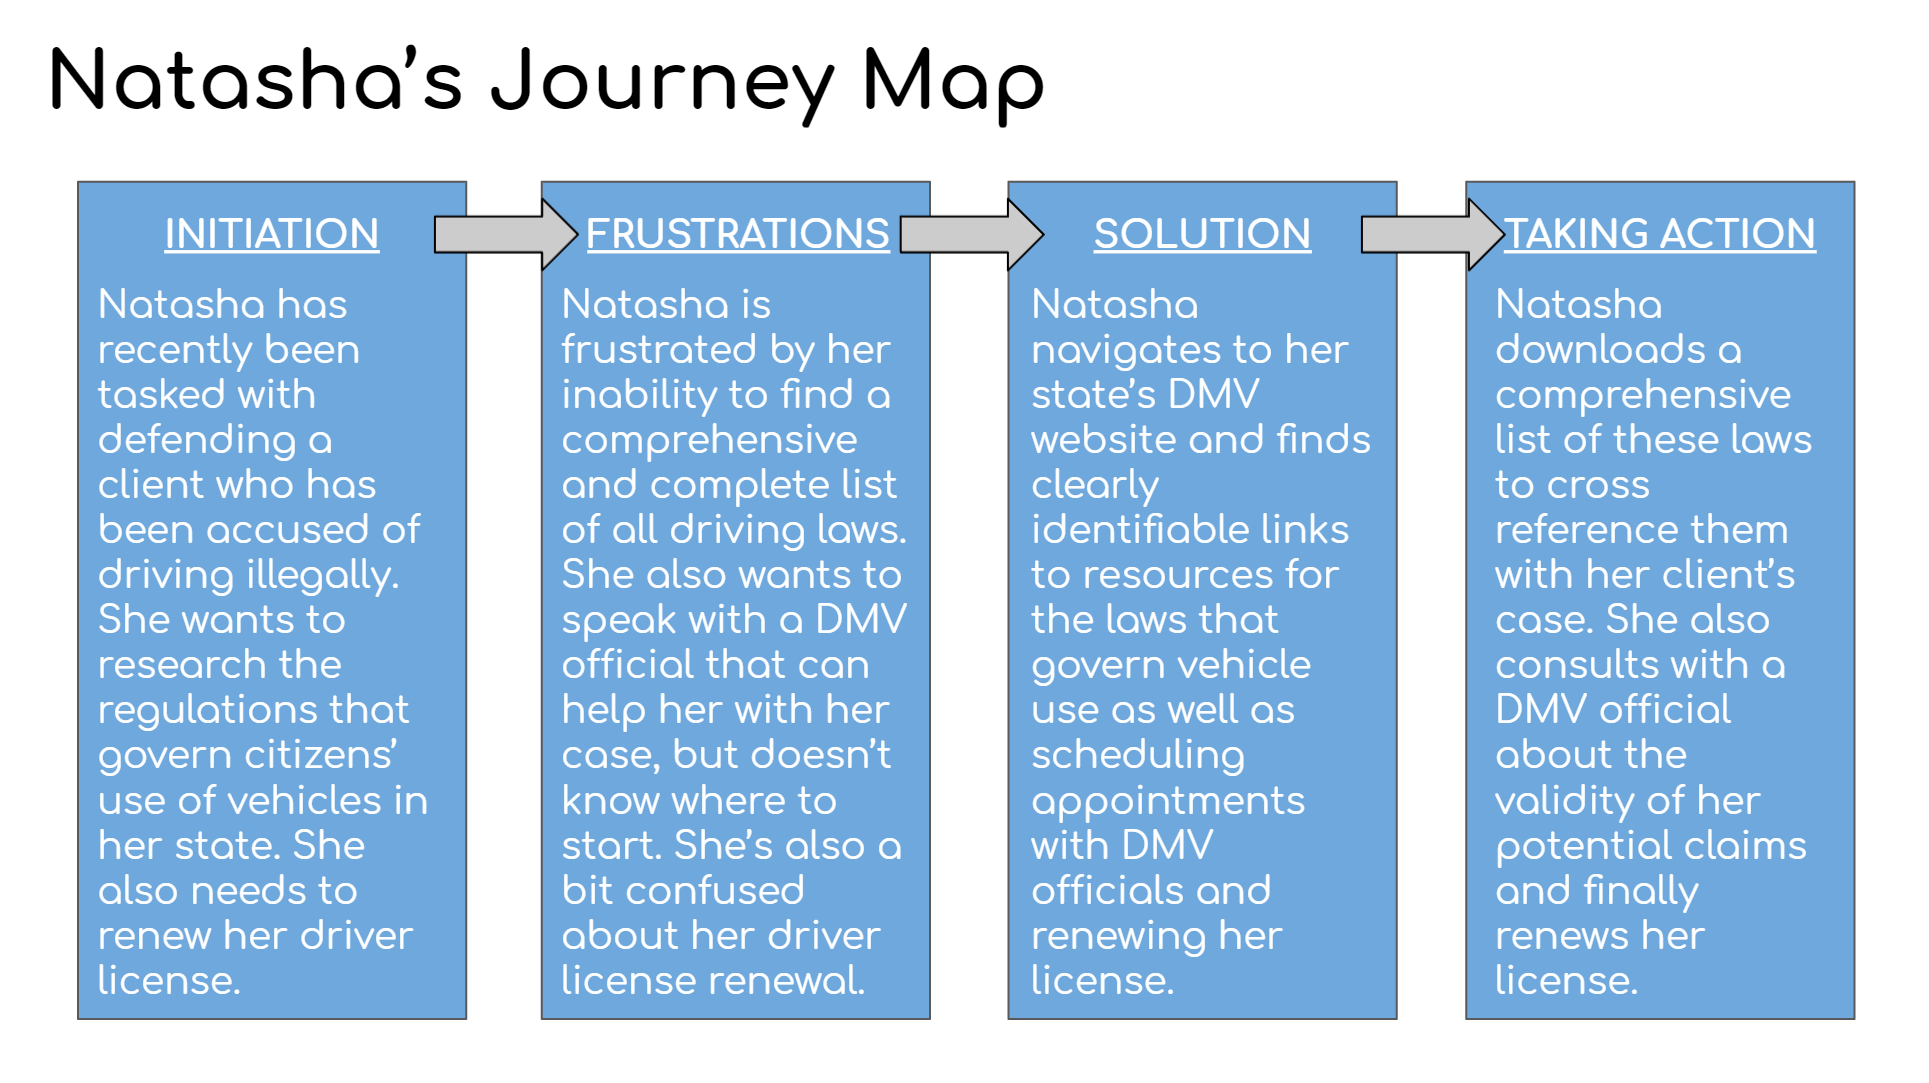 Natasha’s Journey Map
INITIATION
Natasha has
recently been
tasked with
defending a
client who has
been accused of
driving illegally.
She wants to
research the
regulations that
govern citizens’
use of vehicles in
her state. She
also needs to
renew her driver
license.
FRUSTRATIONS
Natasha is
frustrated by her
inability to find a
comprehensive
and complete list
of all driving laws.
She also wants to
speak with a DMV
official that can
help her with her
case, but doesn’t
know where to
start. She’s also a
bit confused
about her driver
license renewal.
SOLUTION
Natasha
navigates to her
state’s DMV
website and finds
clearly
identifiable links
to resources for
the laws that
govern vehicle
use as well as
scheduling
appointments
with DMV
officials and
renewing her
license.
TAKING ACTION
Natasha
downloads a
comprehensive
list of these laws
to cross
reference them
with her client’s
case. She also
consults with a
DMV official
about the
validity of her
potential claims
and finally
renews her
license.